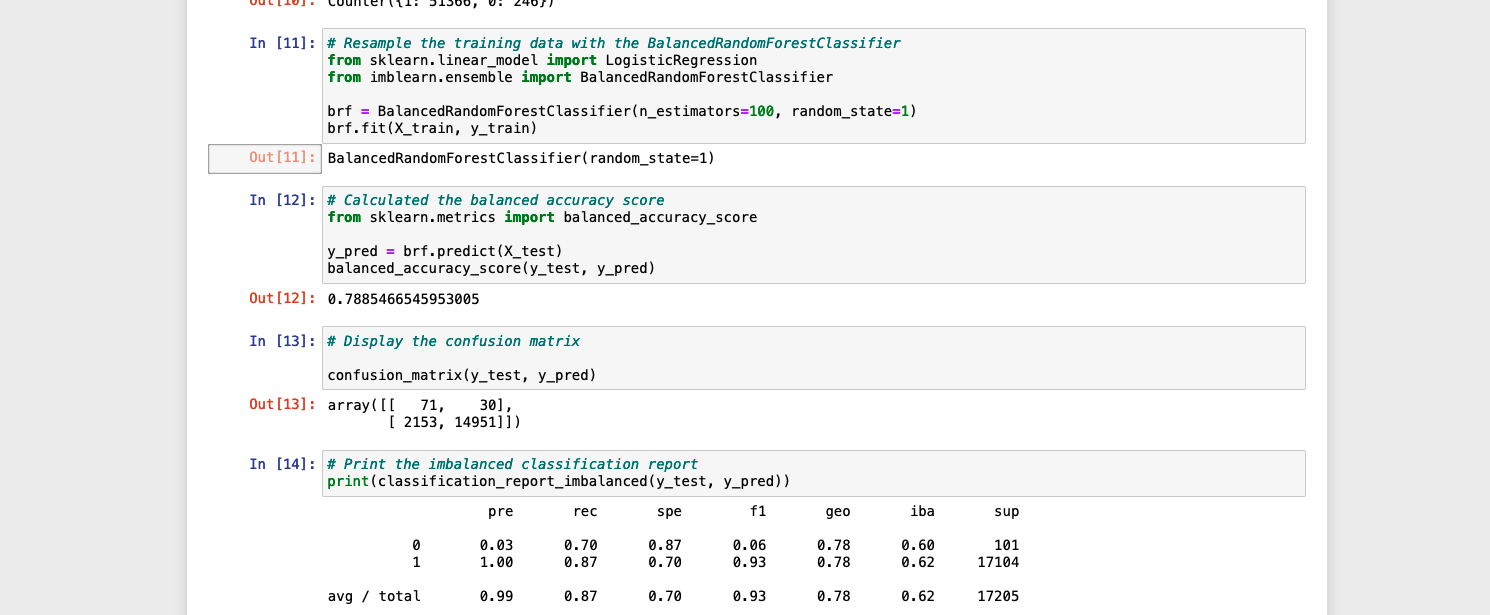 Out[10]: Counter({1: 51366, 0: 246})
In [11]: # Resample the training data with the BalancedRandomForestClassifier
from sklearn.linear_model import LogisticRegression
from imblearn.ensemble import BalancedRandomForestClassifier
brf = BalancedRandomForestClassifier(n_estimators=100, random_state=1)
brf.fit(X_train, y_train)
Out[11]: BalancedRandomForestClassifier(random_state=1)
In [12]: # Calculated the balanced accuracy score
from sklearn.metrics import balanced_accuracy_score
y_pred = brf.predict(X_test)
balanced_accuracy_score(y_test, y_pred)
Out[12]: 0.7885466545953005
In [13]: # Display the confusion matrix
confusion_matrix(y_test, y_pred)
Out[13]: array([[   71,    30],
       [ 2153, 14951]])
In [14]: # Print the imbalanced classification report
print(classification_report_imbalanced(y_test, y_pred))
pre rec spe f1 geo iba sup
0 0.03 0.70 0.87 0.06 0.78 0.60 101
1 1.00 0.87 0.70 0.93 0.78 0.62 17104
avg / total 0.99 0.87 0.70 0.93 0.78 0.62 17205